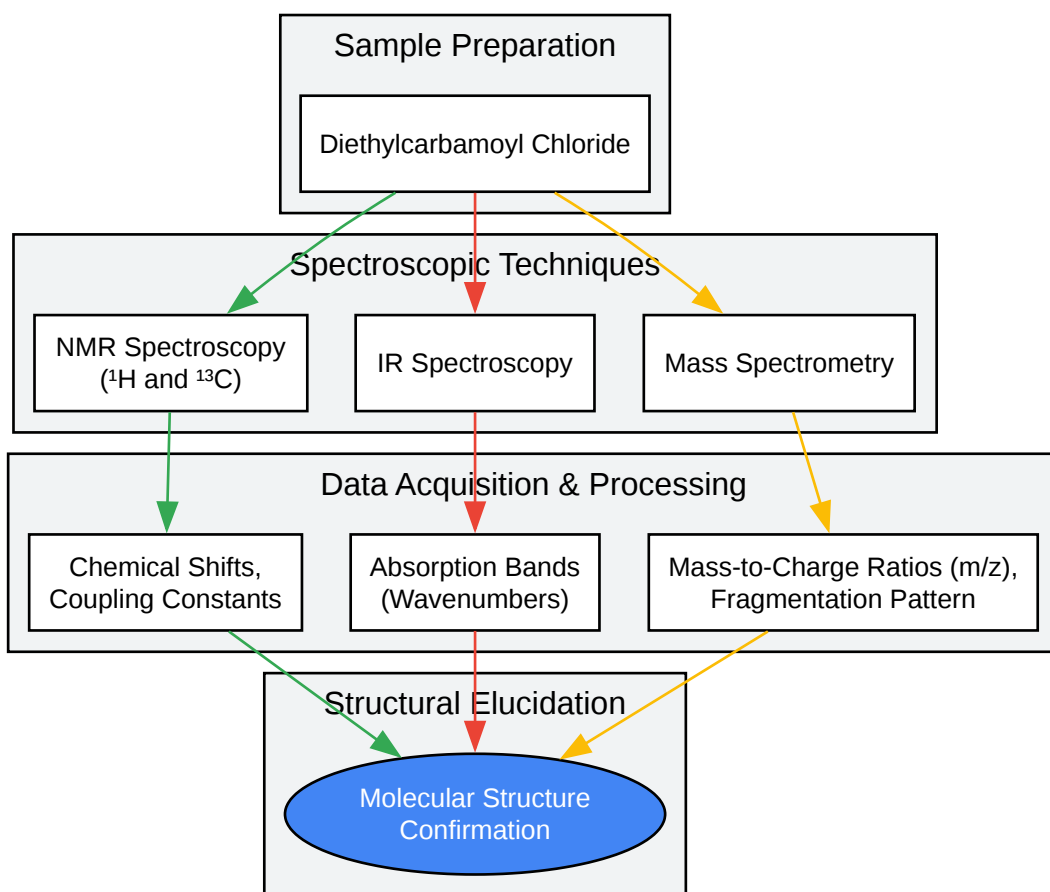 Sample Preparation
Diethylcarbamoyl Chloride
Spectroscopic Techniques
NMR Spectroscopy
(¹H and ¹³C)
IR Spectroscopy
Mass Spectrometry
Data Acquisition & Processing
Chemical Shifts,
Coupling Constants
Absorption Bands
(Wavenumbers)
Mass-to-Charge Ratios (m/z),
Fragmentation Pattern
Structural Elucidation
Molecular Structure
Confirmation